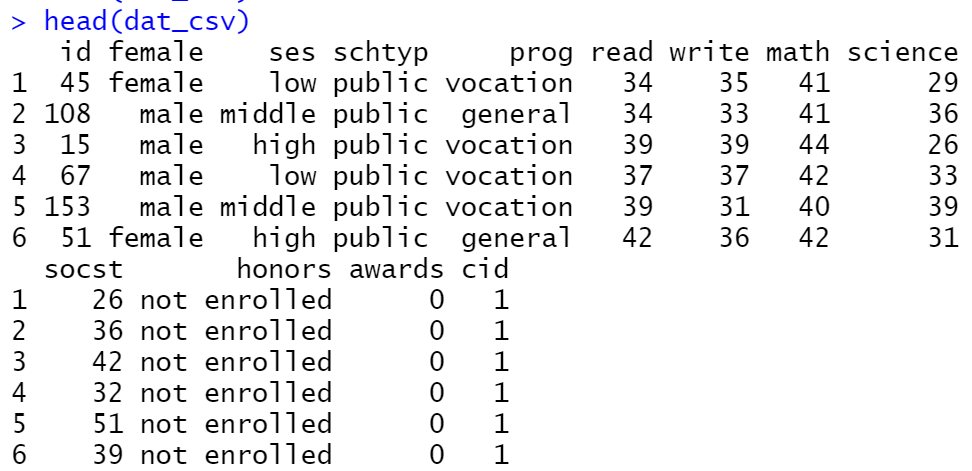 > head(dat_csv)
id female ses schtyp prog read write math science
1 45 female low public vocation 34 35 41 29
2 108 male middle public general 34 33 41 36
3 15 male high public vocation 39 39 44 26
4 67 male low public vocation 37 37 42 33
5 153 male middle public vocation 39 31 40 39
6 51 female high public general 42 36 42 31
socst honors awards cid
1 26 not enrolled 0 1
2 36 not enrolled 0 1
3 42 not enrolled 0 1
4 32 not enrolled 0 1
5 51 not enrolled 0 1
6 39 not enrolled 0 1